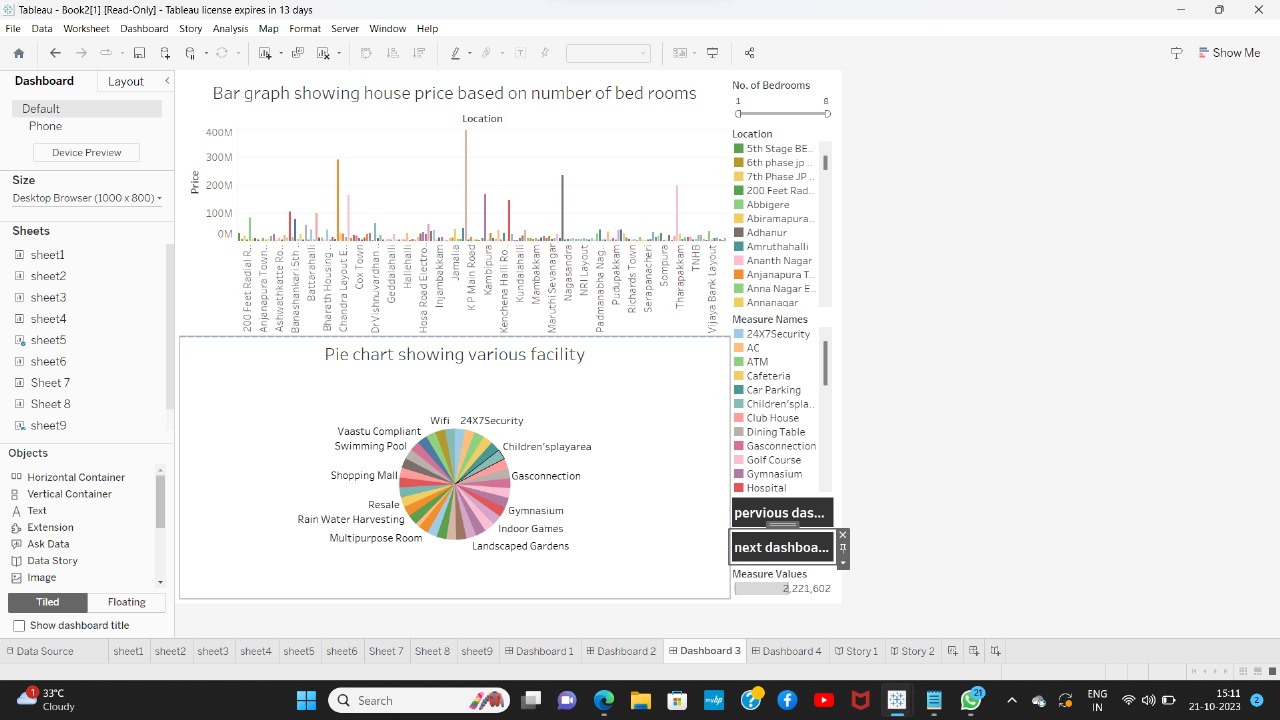 Tableau - Book2[1] [Read-Only] - Tableau license expires in 13 days
File Data Worksheet Dashboard Story Analysis Map Format Server Window Help
Show Me
Dashboard Layout
Default
Phone
Device Preview
Size
Desktop Browser (1000 x 800)
Sheets
sheet1
sheet2
sheet3
sheet4
sheet5
sheet6
Sheet 7
Sheet 8
sheet9
Objects
Horizontal Container
Vertical Container
Text
Extension
Ask Data
Data Story
Image
Tiled Floating
Show dashboard title
Bar graph showing house price based on number of bed rooms
Location
Price
400M
300M
200M
100M
0M
200 Feet Radial R..
Anjanapura Town..
Ashwathkatte Ro..
Banashankari 5th ..
Battarahalli
Bharath Housing ..
Chandra Layout E..
Cox Town
Dr Vishnuvardhan ..
Geddalahalli
Hallehalli
Hosa Road Electro..
Injambakkam
Jamalia
K P Main Road
Kambipura
Kenchena Hall Ro..
Kundalahalli
Mambakkam
Maruthi Sevanagar
Nagasandra
NRI Layout
Padmanabha Nag..
Pudupakkam
Richards Town
Serapanacheri
Sompura
Tharapakkam
TNHB
Vijaya Bank Layout
Pie chart showing various facility
Wifi 24X7Security
Vaastu Compliant
Swimming Pool Children'splayarea
Shopping Mall Gasconnection
Resale Gymnasium
Rain Water Harvesting Indoor Games
Multipurpose Room Landscaped Gardens
No. of Bedrooms
1 8
Location
5th Stage BE..
6th phase jp ..
7th Phase JP ..
200 Feet Rad..
Abbigere
Abiramapura..
Adhanur
Amruthahalli
Ananth Nagar
Anjanapura T..
Anna Nagar E..
Annanagar
Measure Names
24X7Security
AC
ATM
Cafeteria
Car Parking
Children'spla..
Club House
Dining Table
Gasconnection
Golf Course
Gymnasium
Hospital
pervious das...
next dashboa...
Measure Values
2,221,602
Data Source sheet1 sheet2 sheet3 sheet4 sheet5 sheet6 Sheet 7 Sheet 8 sheet9 Dashboard 1 Dashboard 2 Dashboard 3 Dashboard 4 Story 1 Story 2
1
33°C
Cloudy
Search
hp
21
ENG
IN
15:11
21-10-2023
2